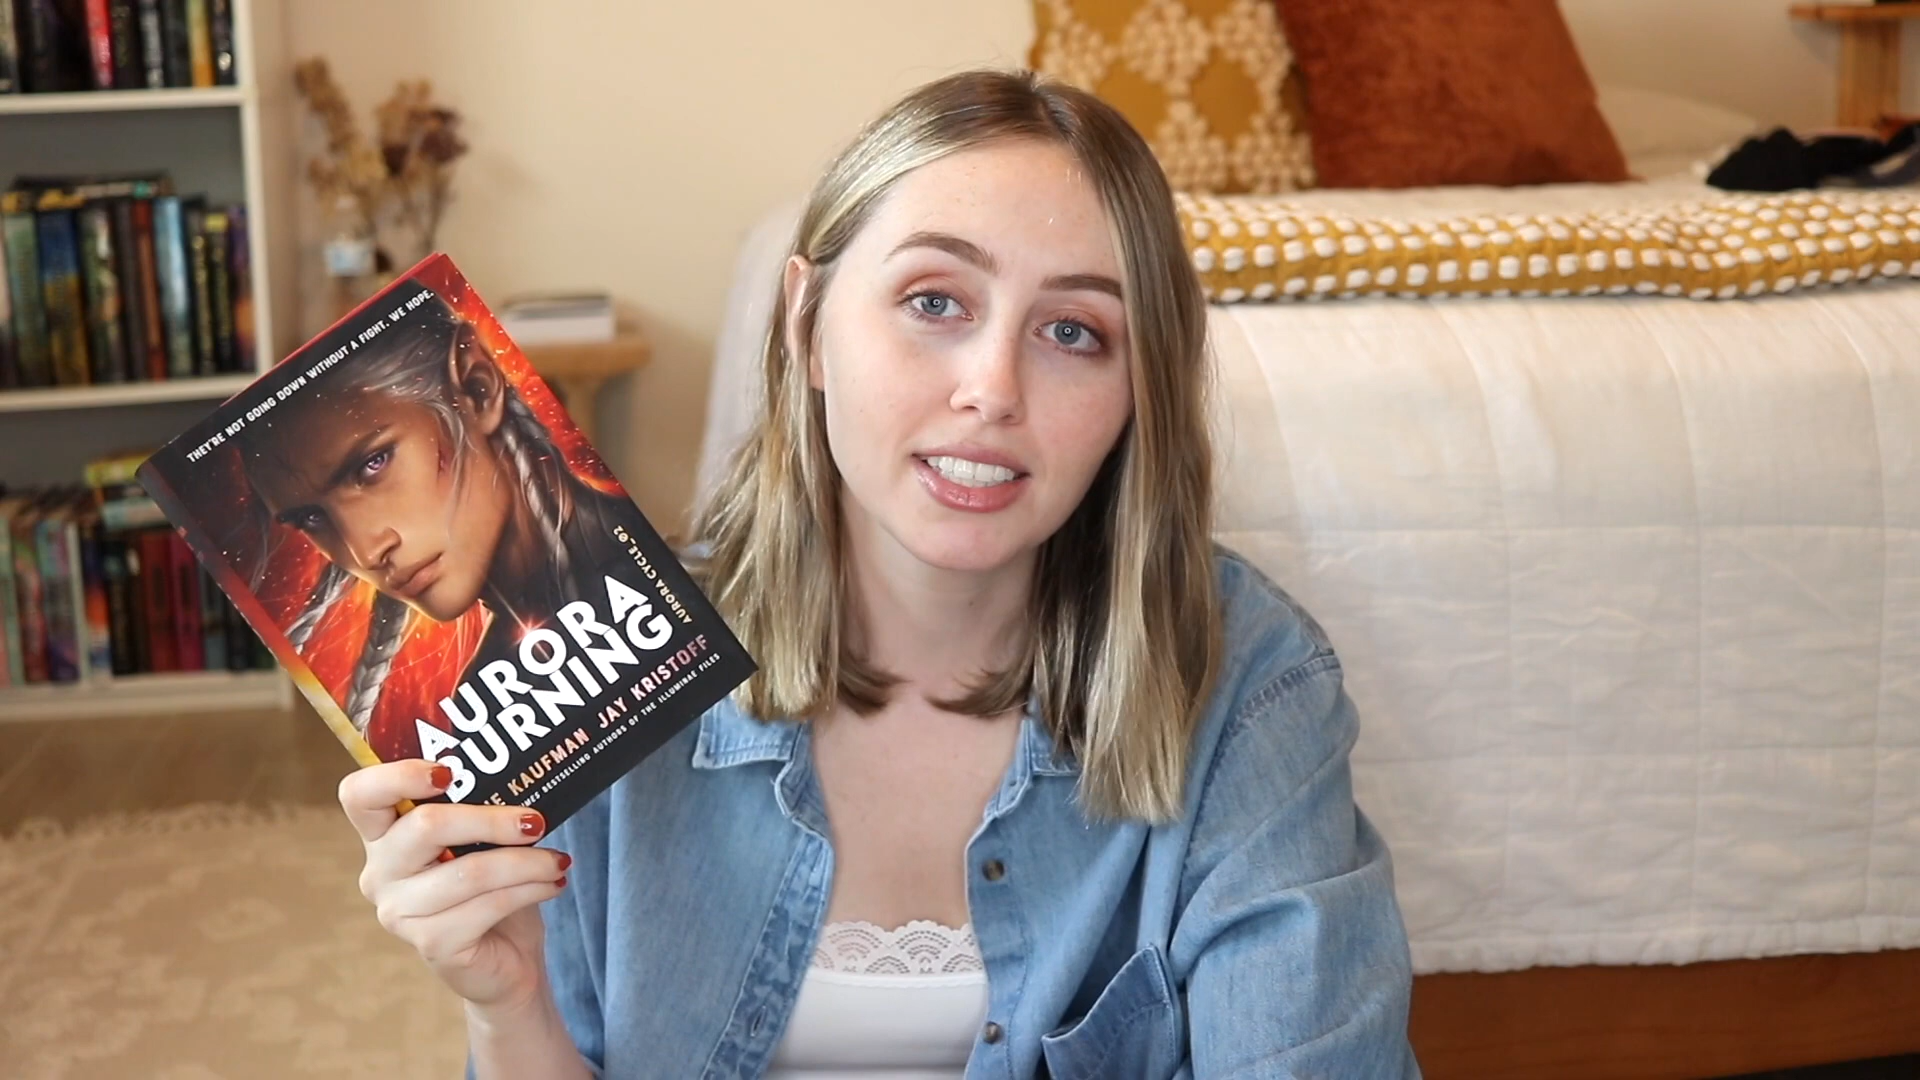 THEY'RE NOT GOING DOWN WITHOUT A FIGHT. WE HOPE.
AURORA CYCLE_02
AURORA
BURNING
KAUFMAN JAY KRISTOFF
BESTSELLING AUTHORS OF THE ILLUMINAE FILES